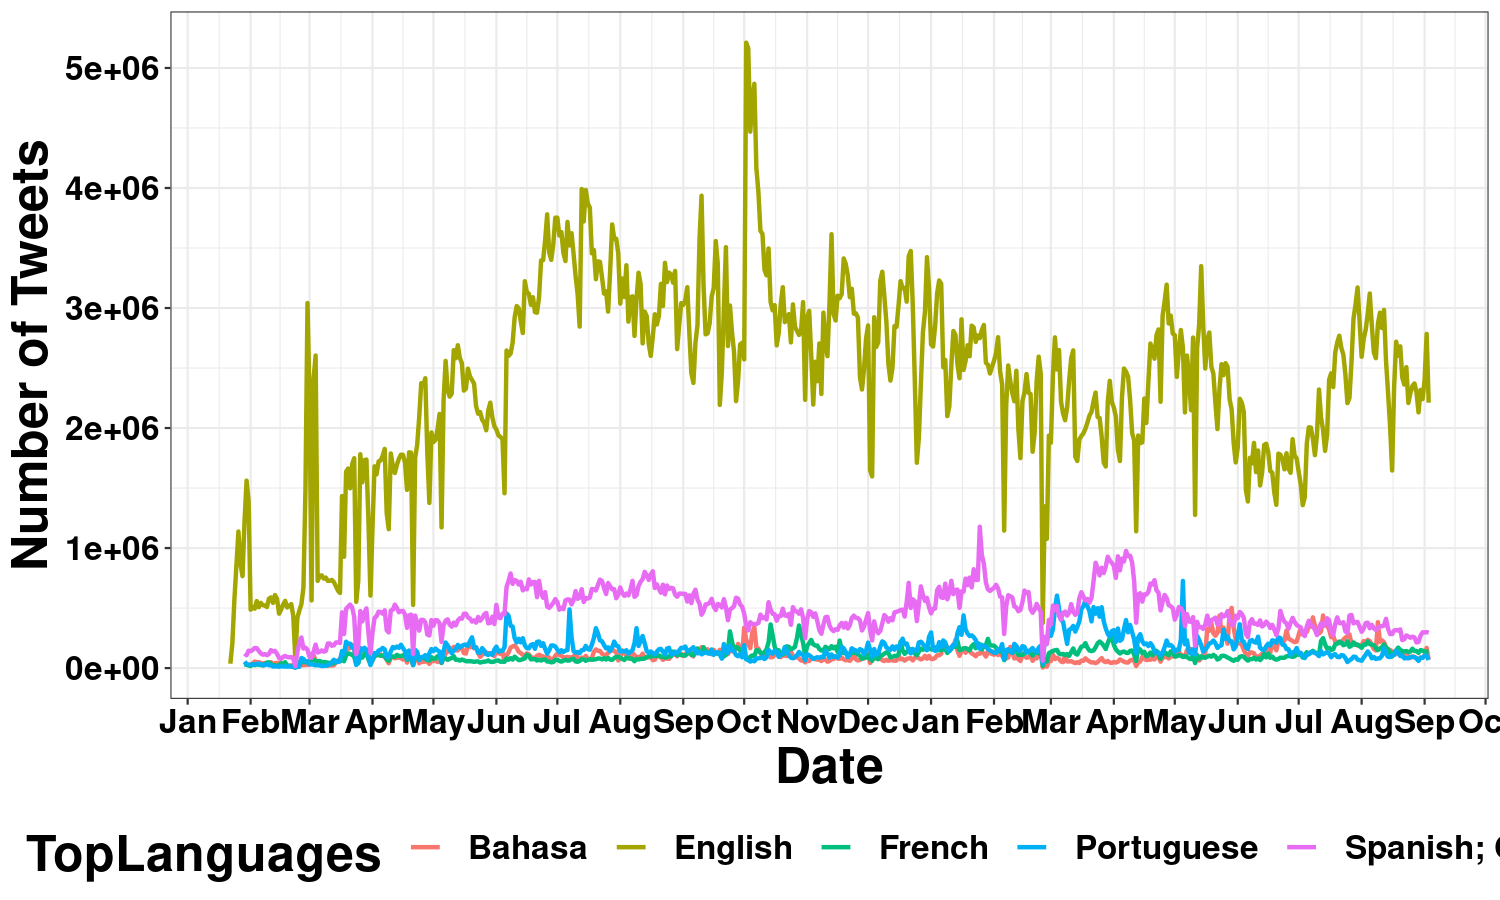 Number of Tweets
5e+06
4e+06
3e+06
2e+06
1e+06
0e+00
Jan Feb Mar Apr May Jun Jul Aug Sep Oct Nov Dec Jan Feb Mar Apr May Jun Jul Aug Sep Oc
Date
TopLanguages Bahasa English French Portuguese Spanish;